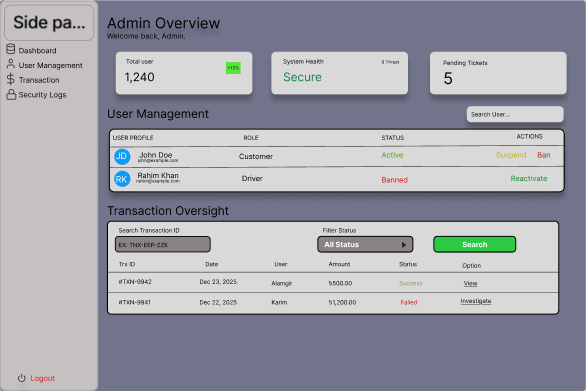 Side pa...
Dashboard
User Management
Transaction
Security Logs
Logout
Admin Overview
Welcome back, Admin.
Total user
1,240
+12%
System Health
0 Threat
Secure
Pending Tickets
5
User Management
Search User...
USER PROFILE ROLE STATUS ACTIONS
JD John Doe Customer Active Suspend Ban
john@example.com
RK Rahim Khan Driver Banned Reactivate
rahim@example.com
Transaction Oversight
Search Transaction ID Filter Status
EX: TNX-E6P-2ZK All Status Search
Trx ID Date User Amount Status Option
#TXN-9942 Dec 23, 2025 Alamgir ৳500.00 Success View
#TXN-9941 Dec 22, 2025 Karim ৳1,200.00 Failed Investigate